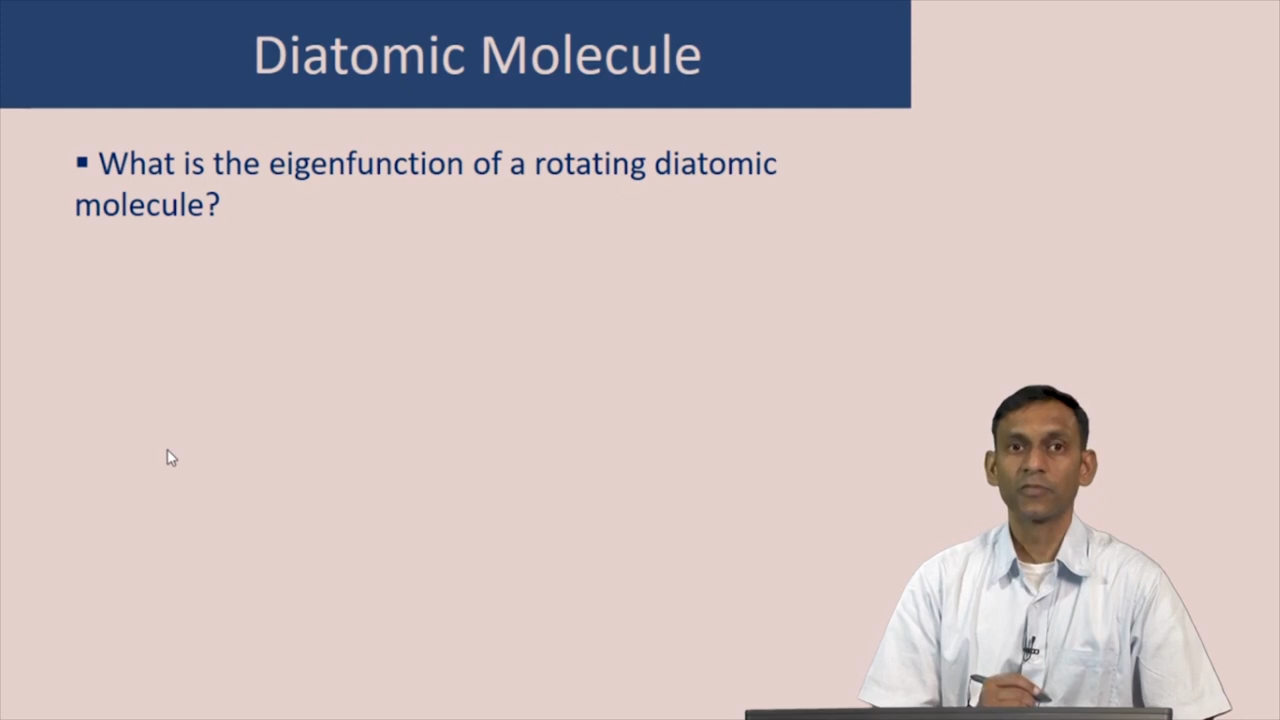 Diatomic Molecule
▪ What is the eigenfunction of a rotating diatomic
molecule?